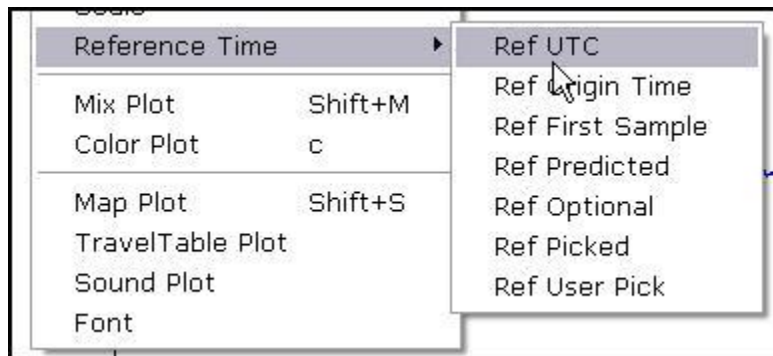 Scale
Reference Time
Mix Plot Shift+M
Color Plot c
Map Plot Shift+S
TravelTable Plot
Sound Plot
Font
Ref UTC
Ref Origin Time
Ref First Sample
Ref Predicted
Ref Optional
Ref Picked
Ref User Pick